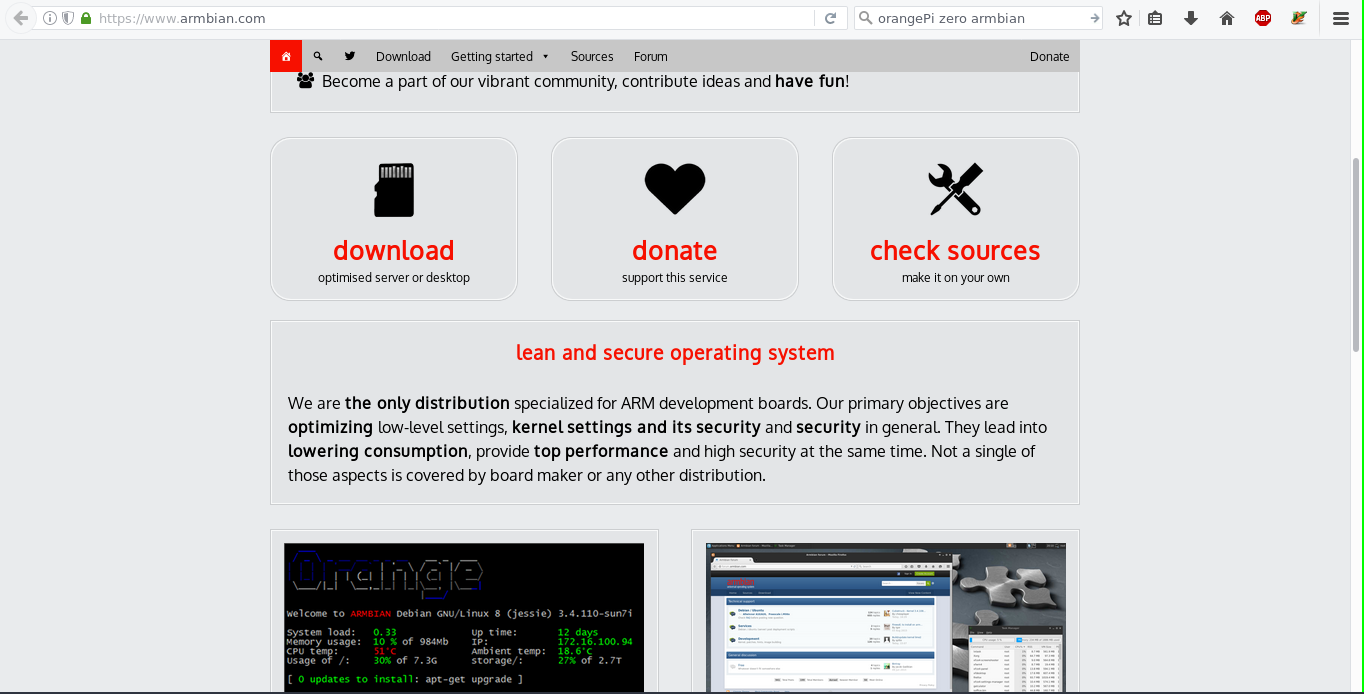 https://www.armbian.com
orangePi zero armbian
ABP
Download
Getting started
Sources
Forum
Donate
Become a part of our vibrant community, contribute ideas and have fun!
download
optimised server or desktop
donate
support this service
check sources
make it on your own
lean and secure operating system
We are the only distribution specialized for ARM development boards. Our primary objectives are
optimizing low-level settings, kernel settings and its security and security in general. They lead into
lowering consumption, provide top performance and high security at the same time. Not a single of
those aspects is covered by board maker or any other distribution.
Orange
Welcome to ARMBIAN Debian GNU/Linux 8 (jessie) 3.4.110-sun7i
System load: 0.33 Up time: 12 days
Memory usage: 10 % of 984Mb IP: 172.16.100.94
CPU temp: 51°C Ambient temp: 18.6°C
Usage of /: 30% of 7.3G storage/: 27% of 2.7T
[ 0 updates to install: apt-get upgrade ]